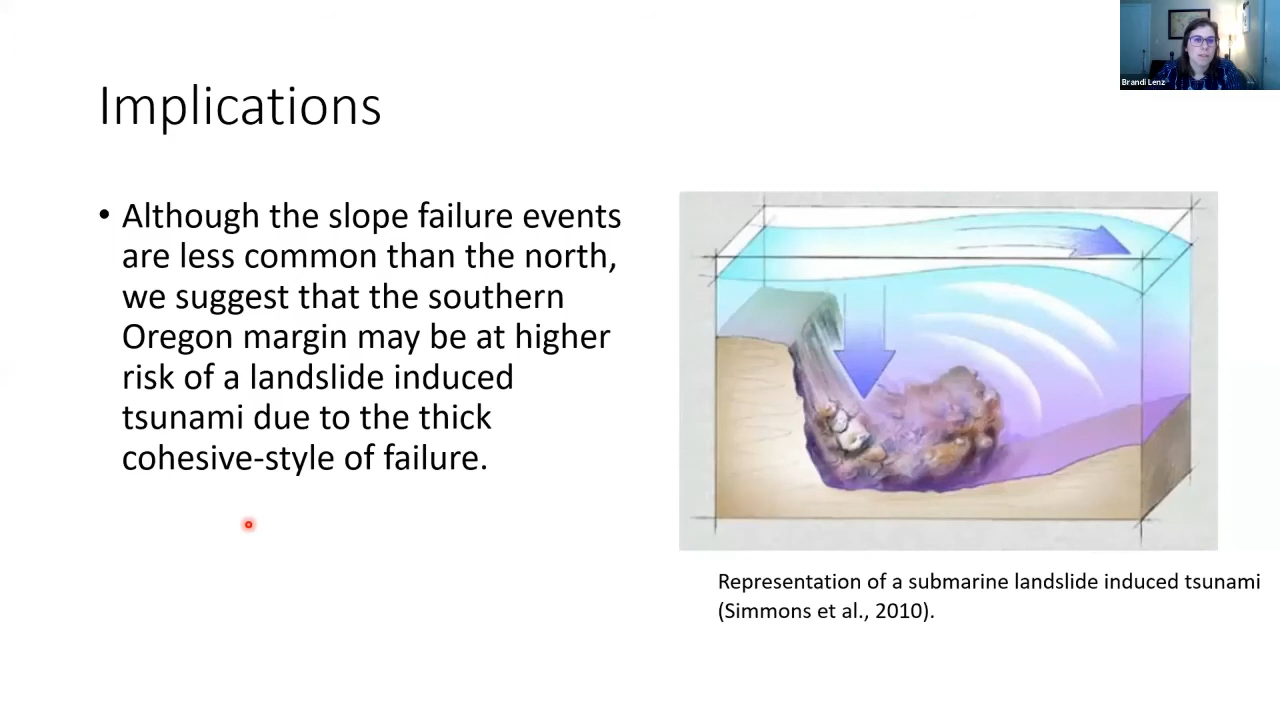 Brandi Lenz
Implications
• Although the slope failure events
are less common than the north,
we suggest that the southern
Oregon margin may be at higher
risk of a landslide induced
tsunami due to the thick
cohesive-style of failure.
Representation of a submarine landslide induced tsunami
(Simmons et al., 2010).